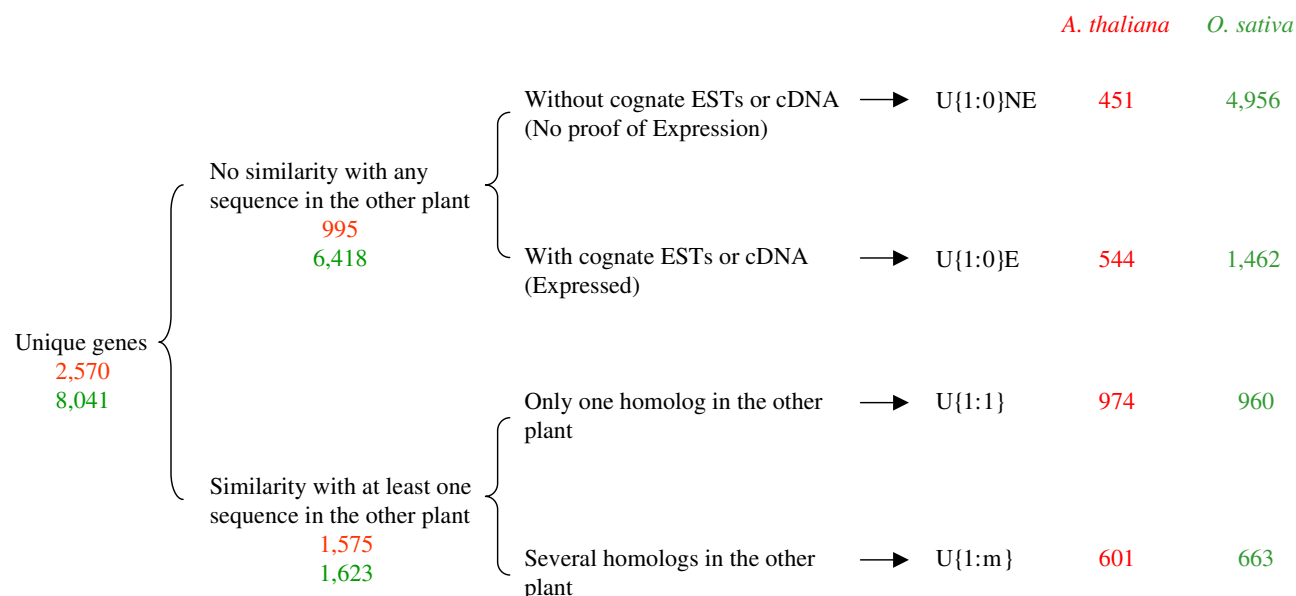 A. thaliana O. sativa
Without cognate ESTs or cDNA
(No proof of Expression)
U{1:0}NE
451
4,956
No similarity with any
sequence in the other plant
995
6,418
With cognate ESTs or cDNA
(Expressed)
U{1:0}E
544
1,462
Unique genes
2,570
8,041
Only one homolog in the other
plant
U{1:1}
974
960
Similarity with at least one
sequence in the other plant
1,575
1,623
Several homologs in the other
plant
U{1:m}
601
663